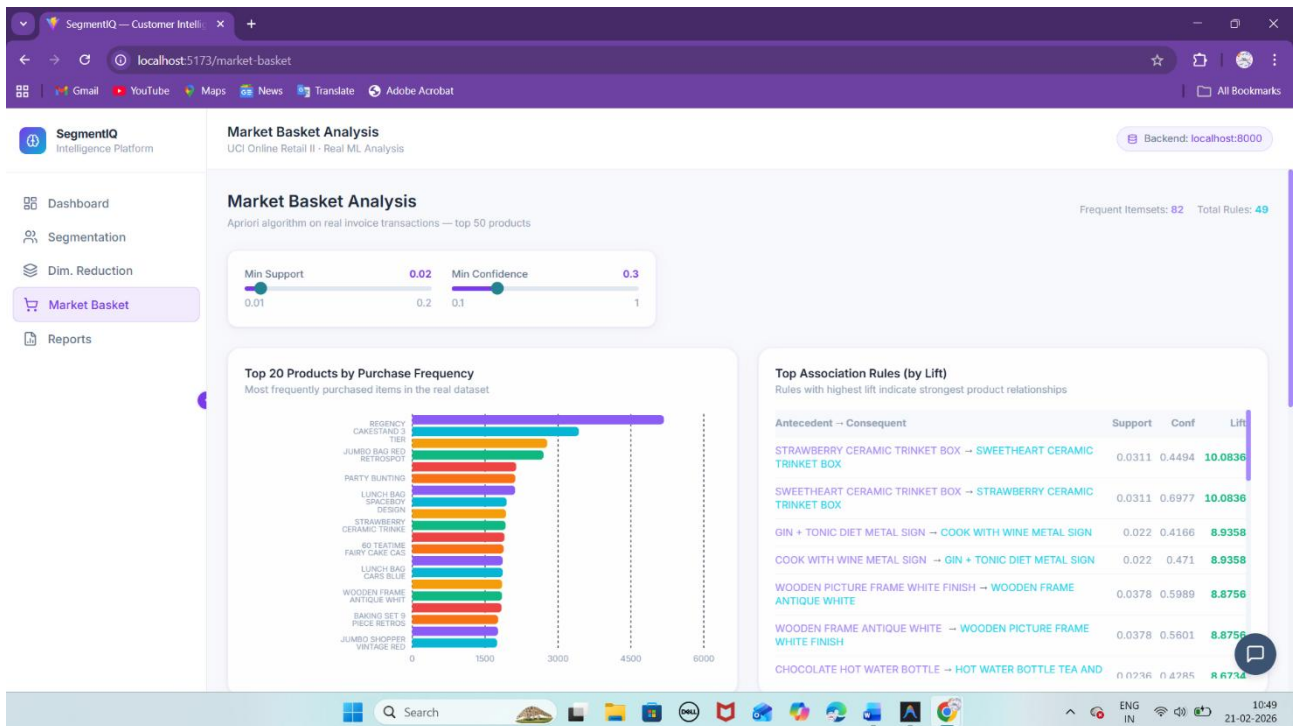 SegmentIQ — Customer Intellig
localhost:5173/market-basket
Gmail YouTube Maps News Translate Adobe Acrobat All Bookmarks
SegmentIQ
Intelligence Platform
Market Basket Analysis
UCI Online Retail II · Real ML Analysis
Backend: localhost:8000
Dashboard
Segmentation
Dim. Reduction
Market Basket
Reports
Market Basket Analysis
Apriori algorithm on real invoice transactions — top 50 products
Frequent Itemsets: 82 Total Rules: 49
Min Support 0.02
0.01 0.2
Min Confidence 0.3
0.1 1
Top 20 Products by Purchase Frequency
Most frequently purchased items in the real dataset
REGENCY
CAKESTAND 3
TIER
JUMBO BAG RED
RETROSPOT
PARTY BUNTING
LUNCH BAG
SPACEBOY
DESIGN
STRAWBERRY
CERAMIC TRINKE
60 TEATIME
FAIRY CAKE CAS
LUNCH BAG
CARS BLUE
WOODEN FRAME
ANTIQUE WHIT
BAKING SET 9
PIECE RETROS
JUMBO SHOPPER
VINTAGE RED
0 1500 3000 4500 6000
Top Association Rules (by Lift)
Rules with highest lift indicate strongest product relationships
Antecedent → Consequent Support Conf Lift
STRAWBERRY CERAMIC TRINKET BOX → SWEETHEART CERAMIC
TRINKET BOX 0.0311 0.4494 10.0836
SWEETHEART CERAMIC TRINKET BOX → STRAWBERRY CERAMIC
TRINKET BOX 0.0311 0.6977 10.0836
GIN + TONIC DIET METAL SIGN → COOK WITH WINE METAL SIGN 0.022 0.4166 8.9358
COOK WITH WINE METAL SIGN → GIN + TONIC DIET METAL SIGN 0.022 0.471 8.9358
WOODEN PICTURE FRAME WHITE FINISH → WOODEN FRAME
ANTIQUE WHITE 0.0378 0.5989 8.8756
WOODEN FRAME ANTIQUE WHITE → WOODEN PICTURE FRAME
WHITE FINISH 0.0378 0.5601 8.8756
CHOCOLATE HOT WATER BOTTLE → HOT WATER BOTTLE TEA AND 0.0236 0.4285 8.6734
Search
DELL
ENG
IN
10:49
21-02-2026